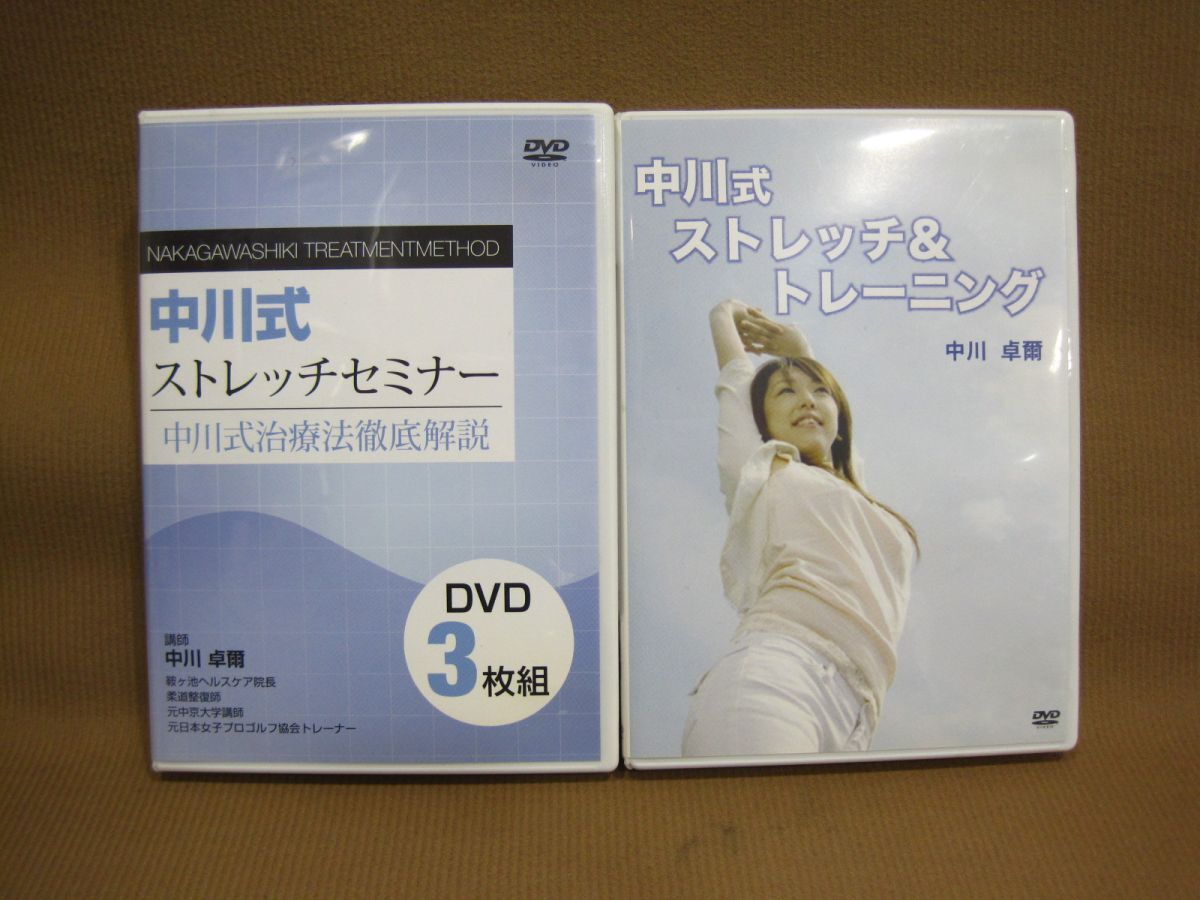 DVD
VIDEO
NAKAGAWASHIKI TREATMENTMETHOD
中川式
ストレッチセミナー
中川式治療法徹底解説
DVD
3枚組
講師
中川 卓爾
鞍ヶ池ヘルスケア院長
柔道整復師
元中京大学講師
元日本女子プロゴルフ協会トレーナー
中川式
ストレッチ&
トレーニング
中川 卓爾
DVD
VIDEO